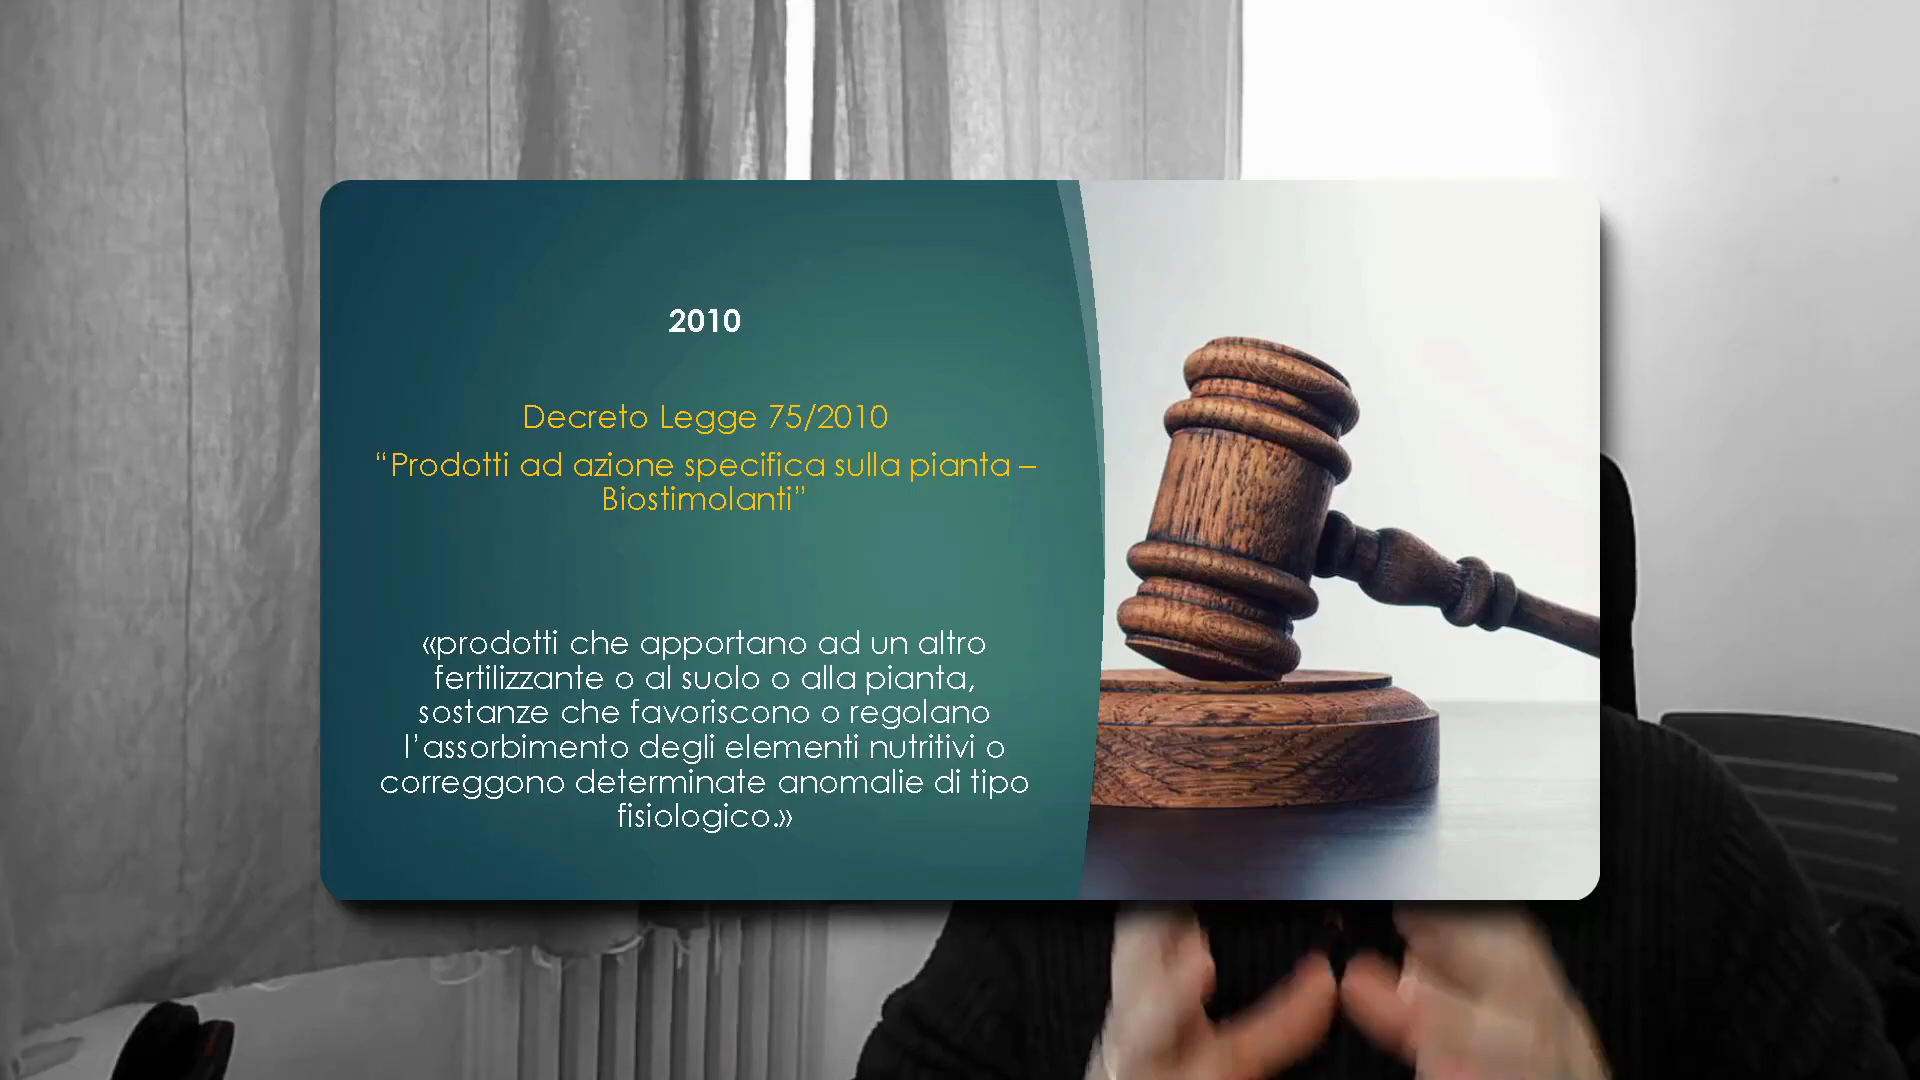 2010
Decreto Legge 75/2010
“Prodotti ad azione specifica sulla pianta –
Biostimolanti”
«prodotti che apportano ad un altro
fertilizzante o al suolo o alla pianta,
sostanze che favoriscono o regolano
l’assorbimento degli elementi nutritivi o
correggono determinate anomalie di tipo
fisiologico.»